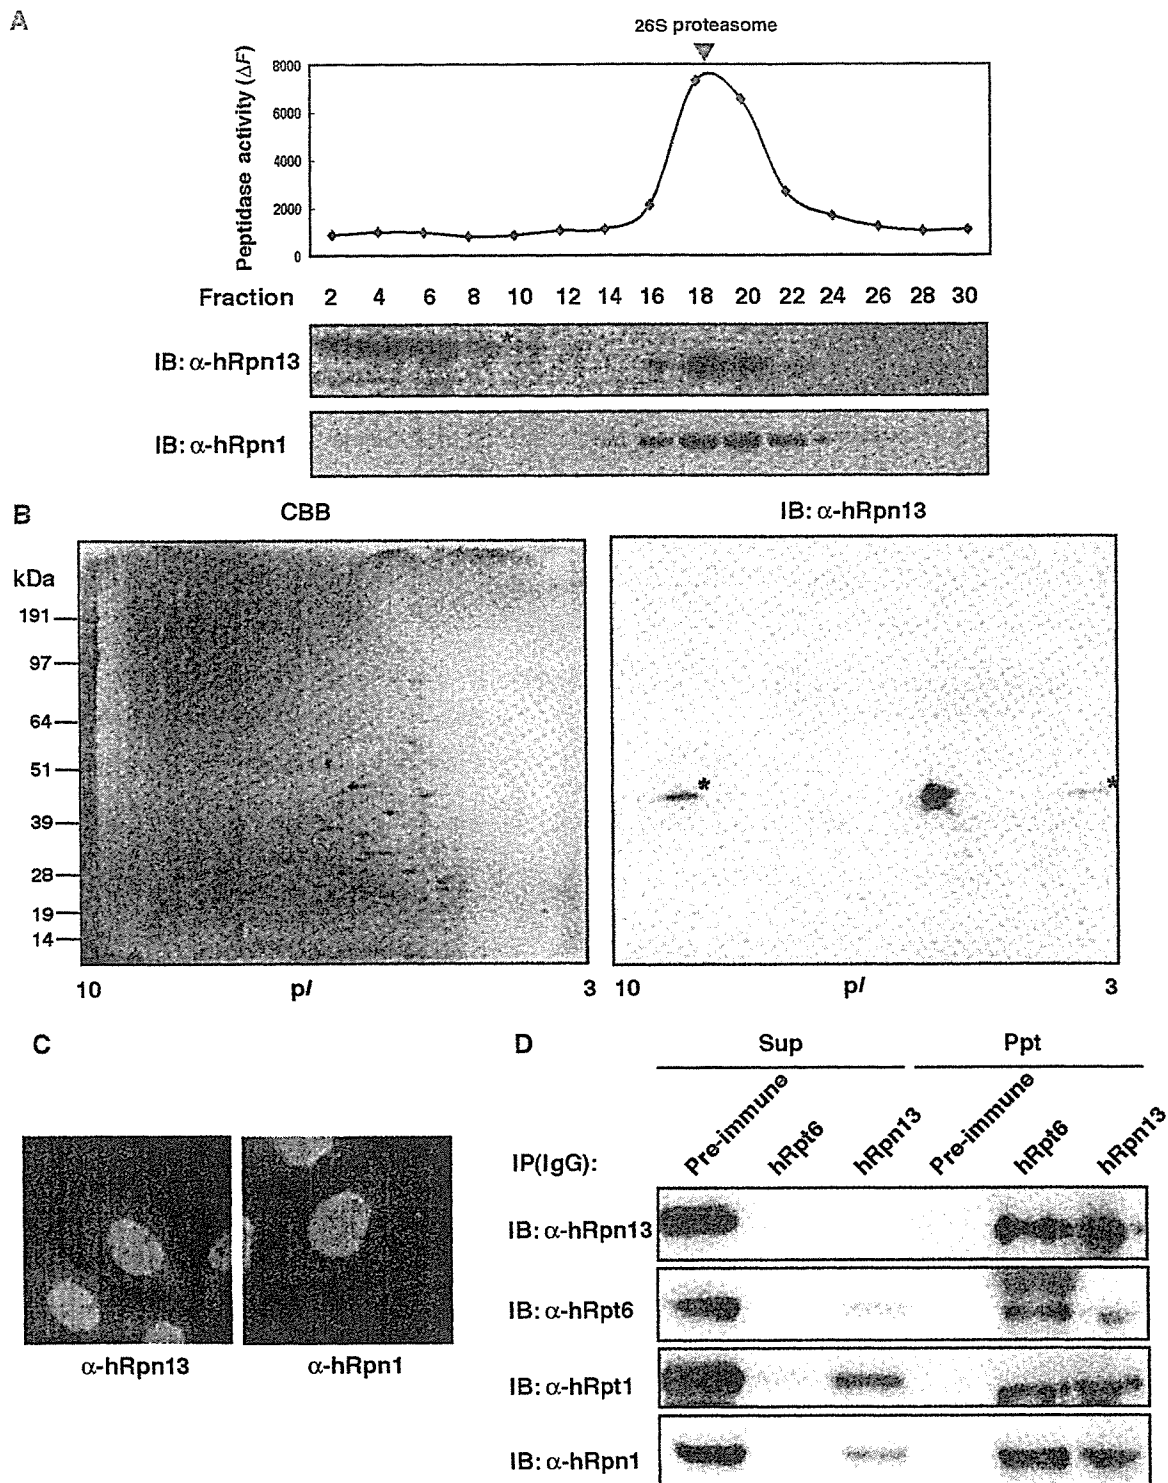 A
26S proteasome
Peptidase activity (ΔF)
8000
6000
4000
2000
0
Fraction 2 4 6 8 10 12 14 16 18 20 22 24 26 28 30
*
IB: α-hRpn13
IB: α-hRpn1
B
CBB
IB: α-hRpn13
kDa
191
97
64
51
39
28
19
14
* *
10 pI 3
10 pI 3
C
α-hRpn13
α-hRpn1
D
Sup Ppt
IP(IgG): Pre-immune hRpt6 hRpn13 Pre-immune hRpt6 hRpn13
IB: α-hRpn13
IB: α-hRpt6
IB: α-hRpt1
IB: α-hRpn1